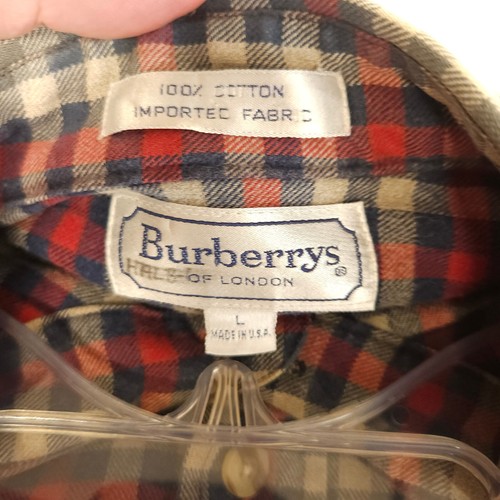 100% COTTON
IMPORTED FABRIC
Burberrys
®
OF LONDON
L
MADE IN U.S.A.